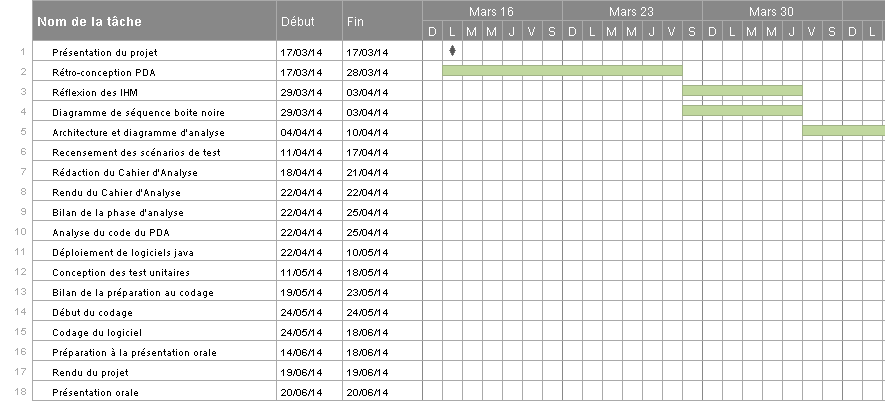 Nom de la tâche Début Fin Mars 16 Mars 23 Mars 30
D L M M J V S D L M M J V S D L M M J V S D L
1 Présentation du projet 17/03/14 17/03/14
2 Rétro-conception PDA 17/03/14 28/03/14
3 Réflexion des IHM 29/03/14 03/04/14
4 Diagramme de séquence boite noire 29/03/14 03/04/14
5 Architecture et diagramme d'analyse 04/04/14 10/04/14
6 Recensement des scénarios de test 11/04/14 17/04/14
7 Rédaction du Cahier d'Analyse 18/04/14 21/04/14
8 Rendu du Cahier d'Analyse 22/04/14 22/04/14
9 Bilan de la phase d'analyse 22/04/14 25/04/14
10 Analyse du code du PDA 22/04/14 25/04/14
11 Déploiement de logiciels java 22/04/14 10/05/14
12 Conception des test unitaires 11/05/14 18/05/14
13 Bilan de la préparation au codage 19/05/14 23/05/14
14 Début du codage 24/05/14 24/05/14
15 Codage du logiciel 24/05/14 18/06/14
16 Préparation à la présentation orale 14/06/14 18/06/14
17 Rendu du projet 19/06/14 19/06/14
18 Présentation orale 20/06/14 20/06/14